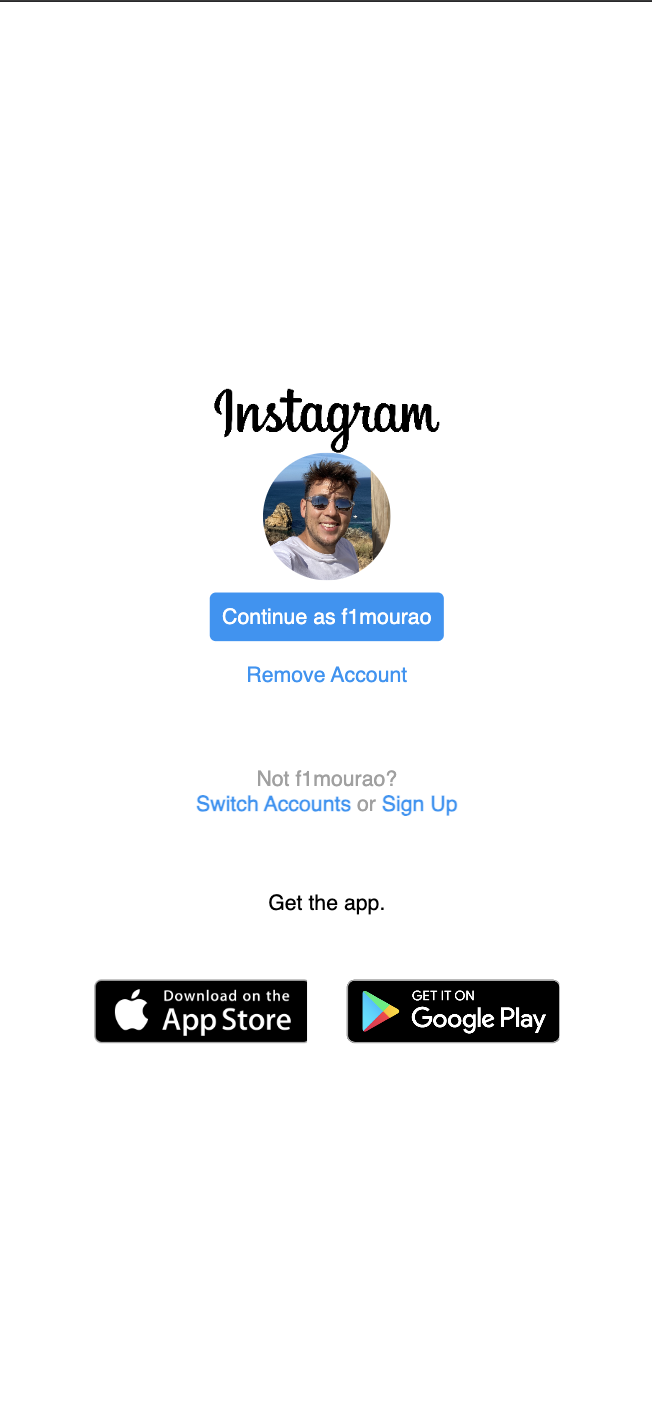 Instagram
Continue as f1mourao
Remove Account
Not f1mourao?
Switch Accounts or Sign Up
Get the app.
Download on the
App Store
GET IT ON
Google Play